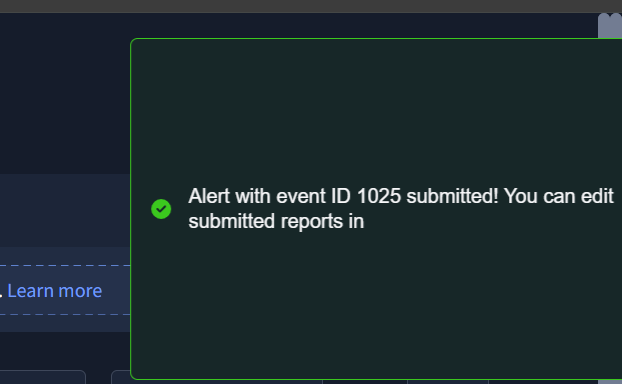 Alert with event ID 1025 submitted! You can edit
submitted reports in
. Learn more